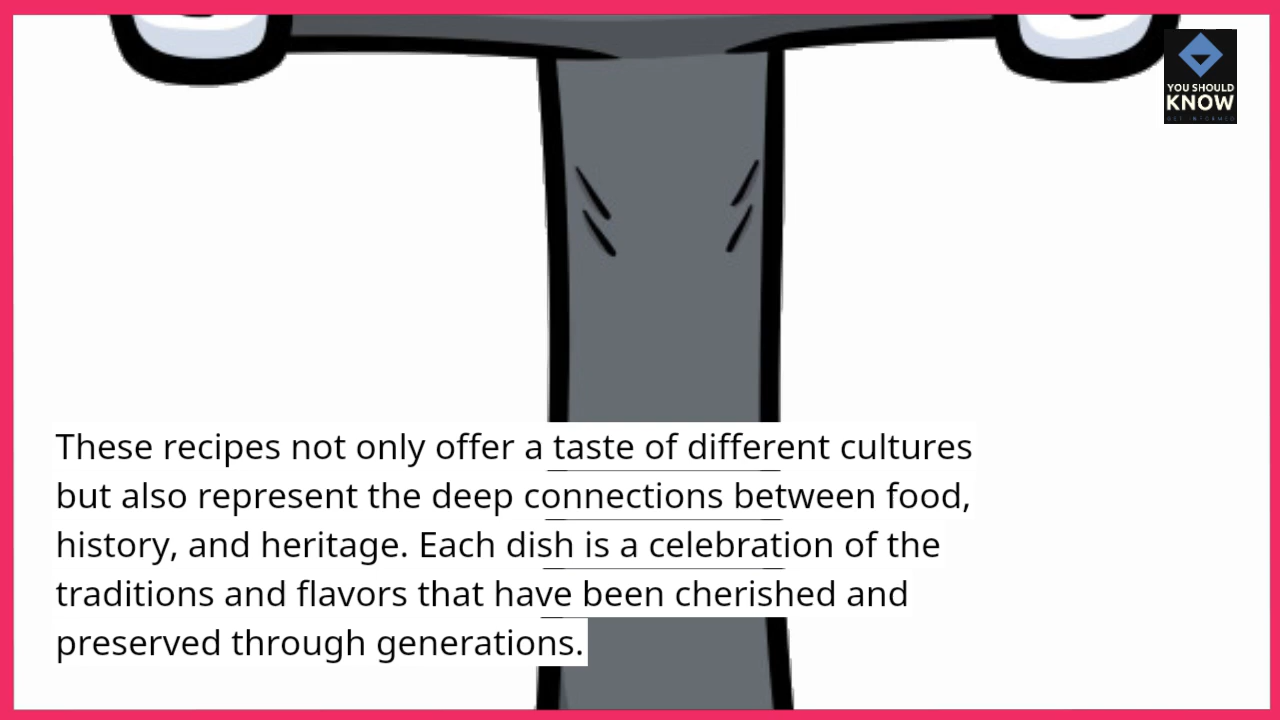 YOU SHOULD
KNOW
GET INFORMED
These recipes not only offer a taste of different cultures
but also represent the deep connections between food,
history, and heritage. Each dish is a celebration of the
traditions and flavors that have been cherished and
preserved through generations.